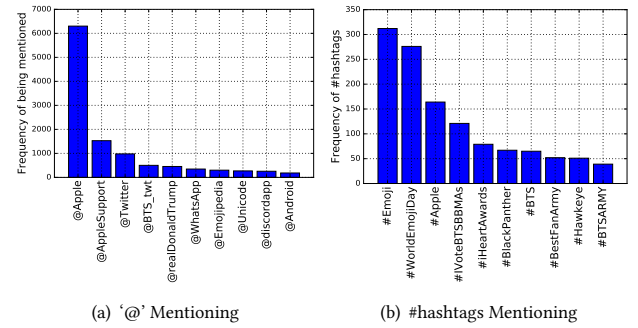 Frequency of being mentioned
7000
6000
5000
4000
3000
2000
1000
0
@Apple
@AppleSupport
@Twitter
@BTS_twt
@realDonaldTrump
@WhatsApp
@Emojipedia
@Unicode
@discordapp
@Android
(a) ‘@’ Mentioning
Frequency of #hashtags
350
300
250
200
150
100
50
0
#Emoji
#WorldEmojiDay
#Apple
#IVoteBTSBBMAs
#iHeartAwards
#BlackPanther
#BTS
#BestFanArmy
#Hawkeye
#BTSARMY
(b) #hashtags Mentioning